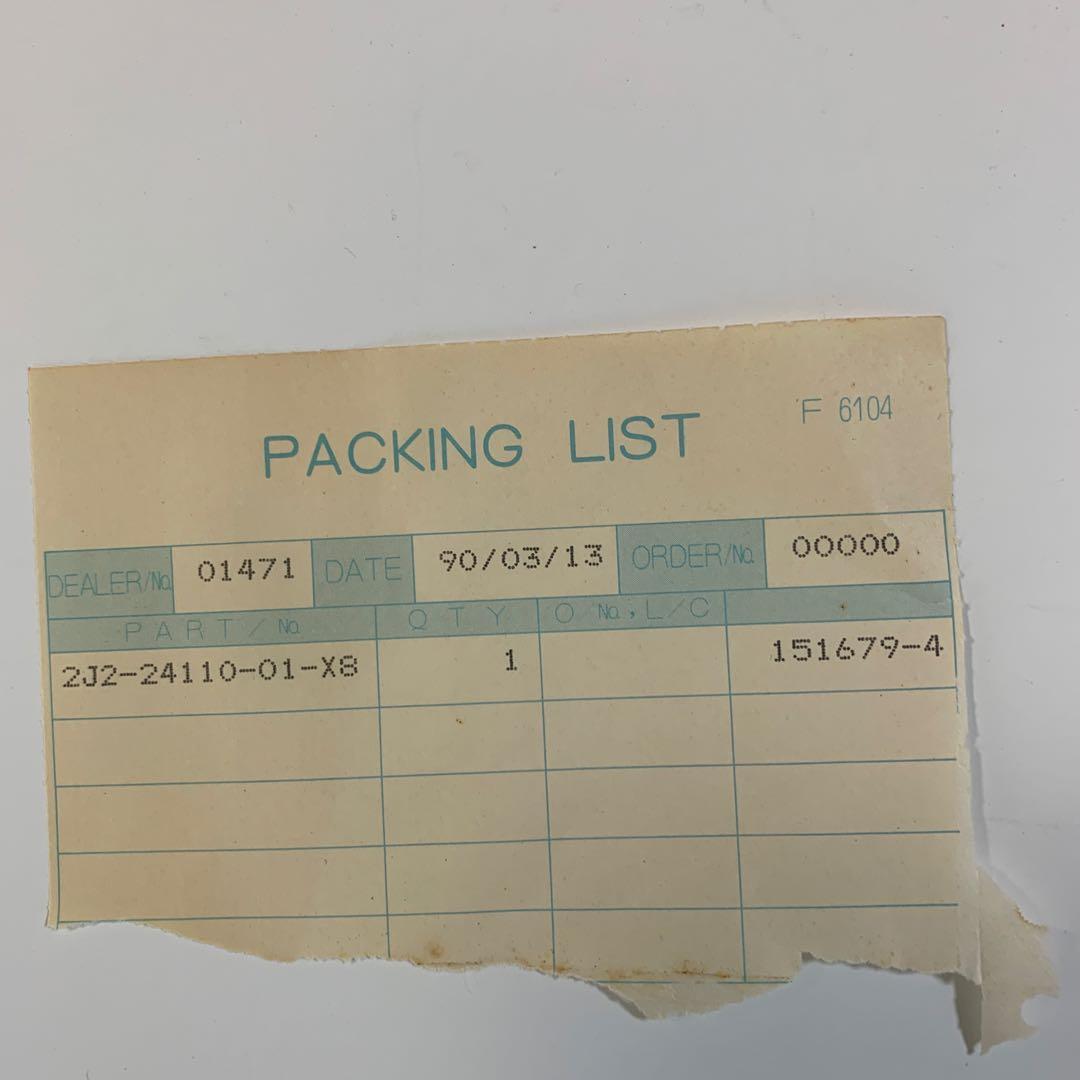 F 6104
PACKING LIST
DEALER/No. 01471 DATE 90/03/13 ORDER/No. 00000
PART/No. QTY O No., L/C
2J2-24110-01-X8 1 151679-4